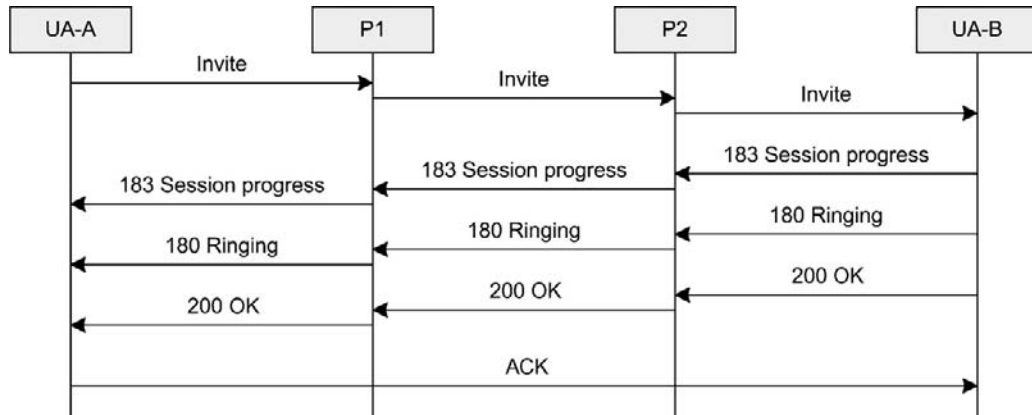 UA-A
P1
P2
UA-B
Invite
Invite
Invite
183 Session progress
183 Session progress
183 Session progress
180 Ringing
180 Ringing
180 Ringing
200 OK
200 OK
200 OK
ACK